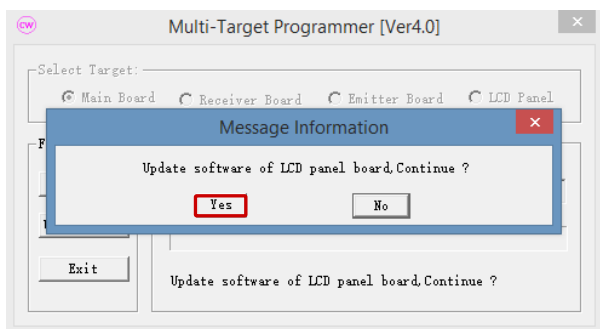 cw
Multi-Target Programmer [Ver4.0]
Select Target:
Main Board Receiver Board Emitter Board LCD Panel
Message Information
Update software of LCD panel board,Continue ?
Yes No
Exit
Update software of LCD panel board,Continue ?